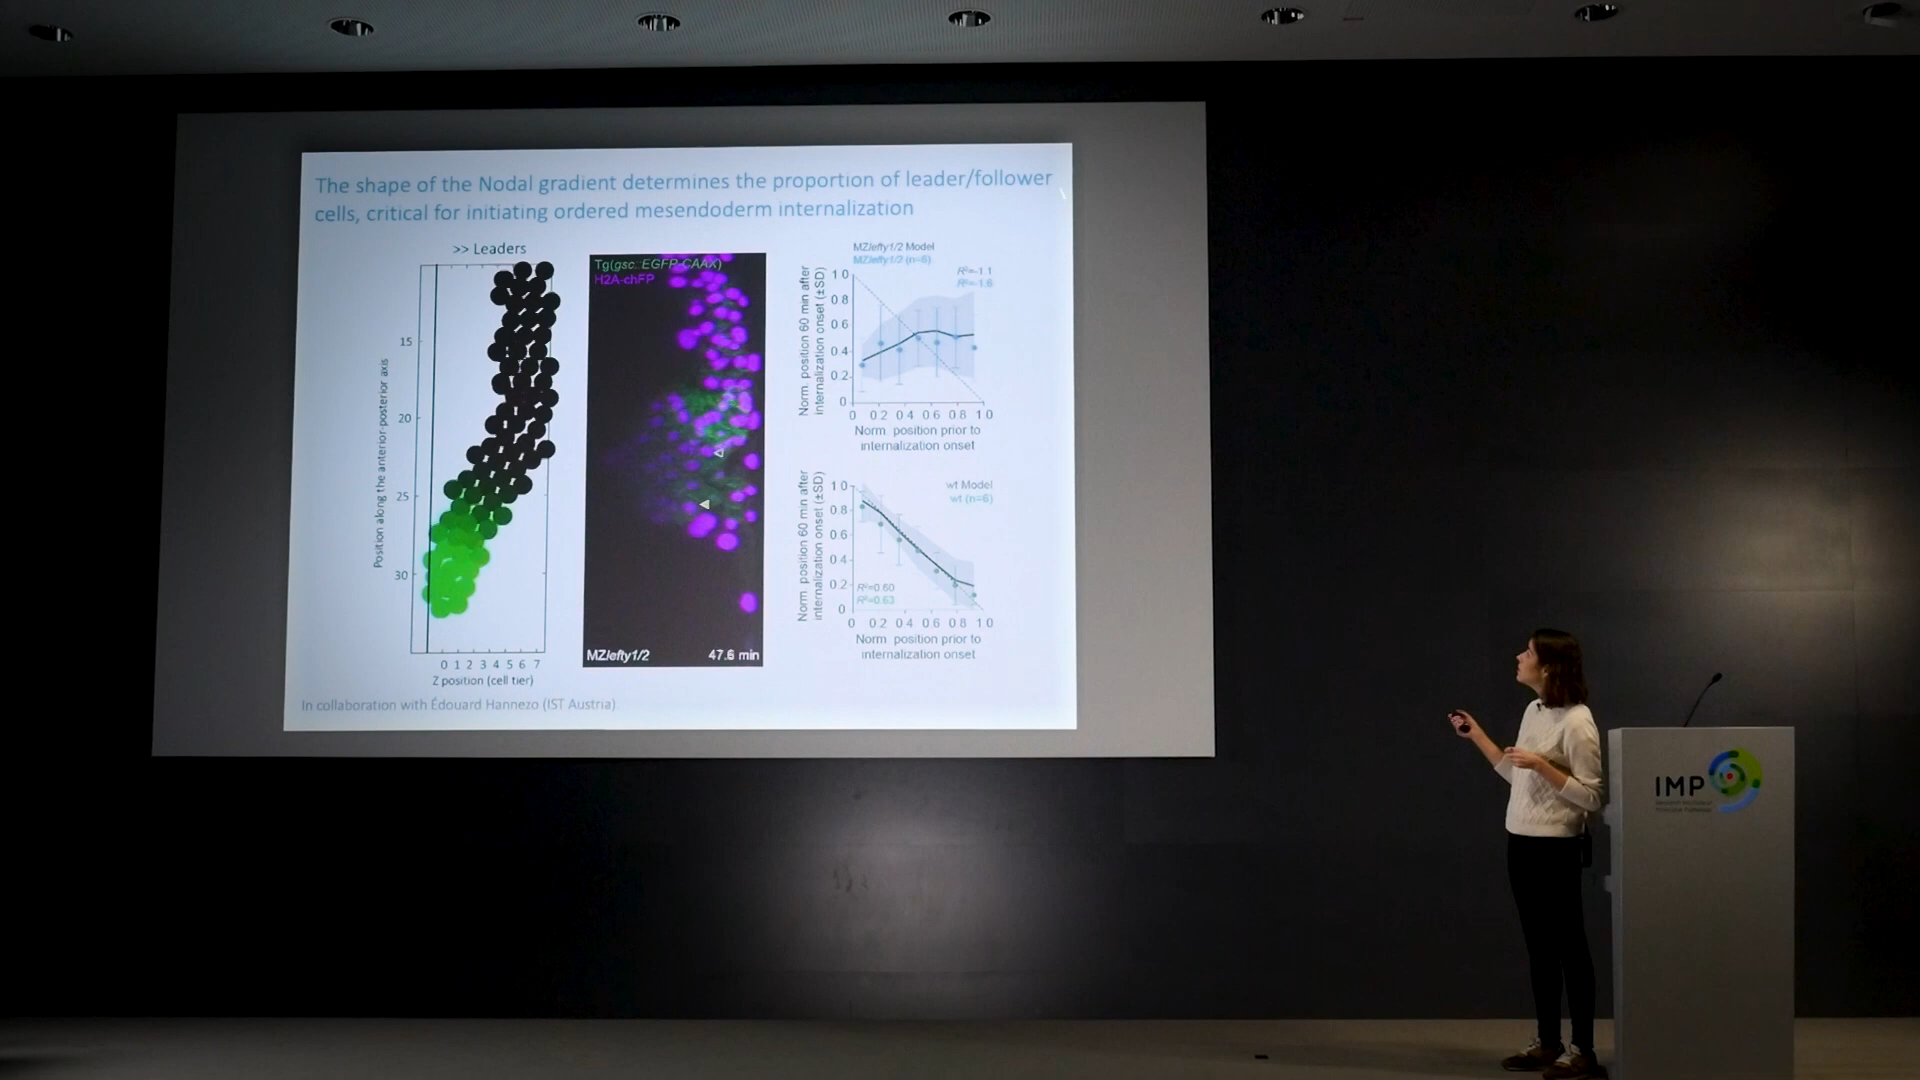 The shape of the Nodal gradient determines the proportion of leader/follower
cells, critical for initiating ordered mesendoderm internalization
>> Leaders
Position along the anterior-posterior axis
15
20
25
30
0 1 2 3 4 5 6 7
Z position (cell tier)
Tg(gsc::EGFP-CAAX)
H2A-chFP
MZlefty1/2
47.6 min
MZlefty1/2 Model
MZlefty1/2 (n=6)
R²=-1.1
R²=-1.6
Norm. position 60 min after
internalization onset (±SD)
1.0
0.8
0.6
0.4
0.2
0
0 0.2 0.4 0.6 0.8 1.0
Norm. position prior to
internalization onset
wt Model
wt (n=6)
Norm. position 60 min after
internalization onset (±SD)
1.0
0.8
0.6
0.4
0.2
0
R²=0.60
R²=0.63
0 0.2 0.4 0.6 0.8 1.0
Norm. position prior to
internalization onset
In collaboration with Édouard Hannezo (IST Austria)
IMP